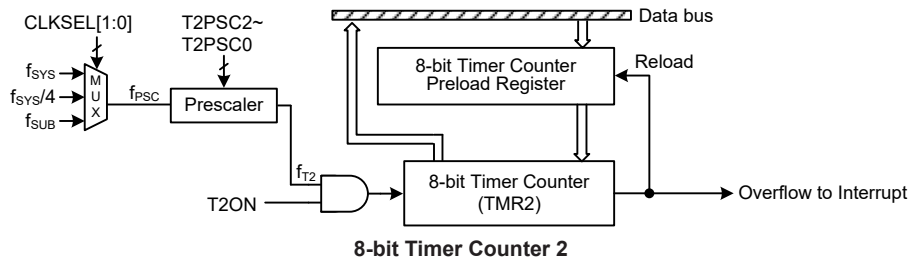 CLKSEL[1:0]
T2PSC2~
T2PSC0
Data bus
fSYS
fSYS/4
fSUB
MUX
fPSC
Prescaler
8-bit Timer Counter
Preload Register
Reload
fT2
T2ON
8-bit Timer Counter
(TMR2)
Overflow to Interrupt
8-bit Timer Counter 2